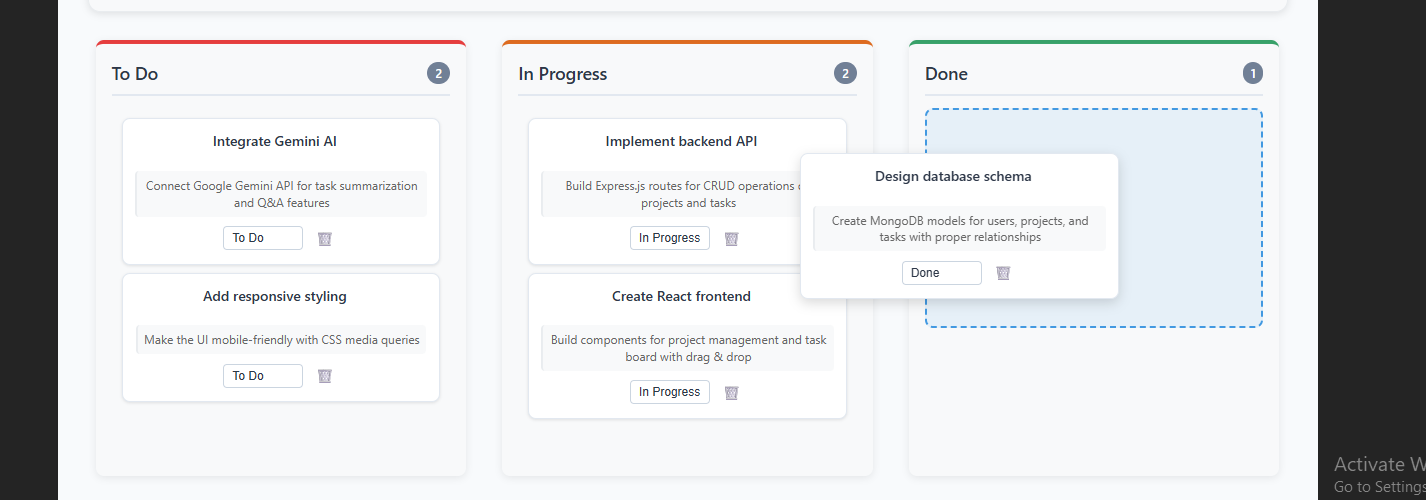 To Do
2
Integrate Gemini AI
Connect Google Gemini API for task summarization
and Q&A features
To Do
Add responsive styling
Make the UI mobile-friendly with CSS media queries
To Do
In Progress
2
Implement backend API
Build Express.js routes for CRUD operations
projects and tasks
In Progress
Create React frontend
Build components for project management and task
board with drag & drop
In Progress
Done
1
Design database schema
Create MongoDB models for users, projects, and
tasks with proper relationships
Done
Activate
Go to Settings